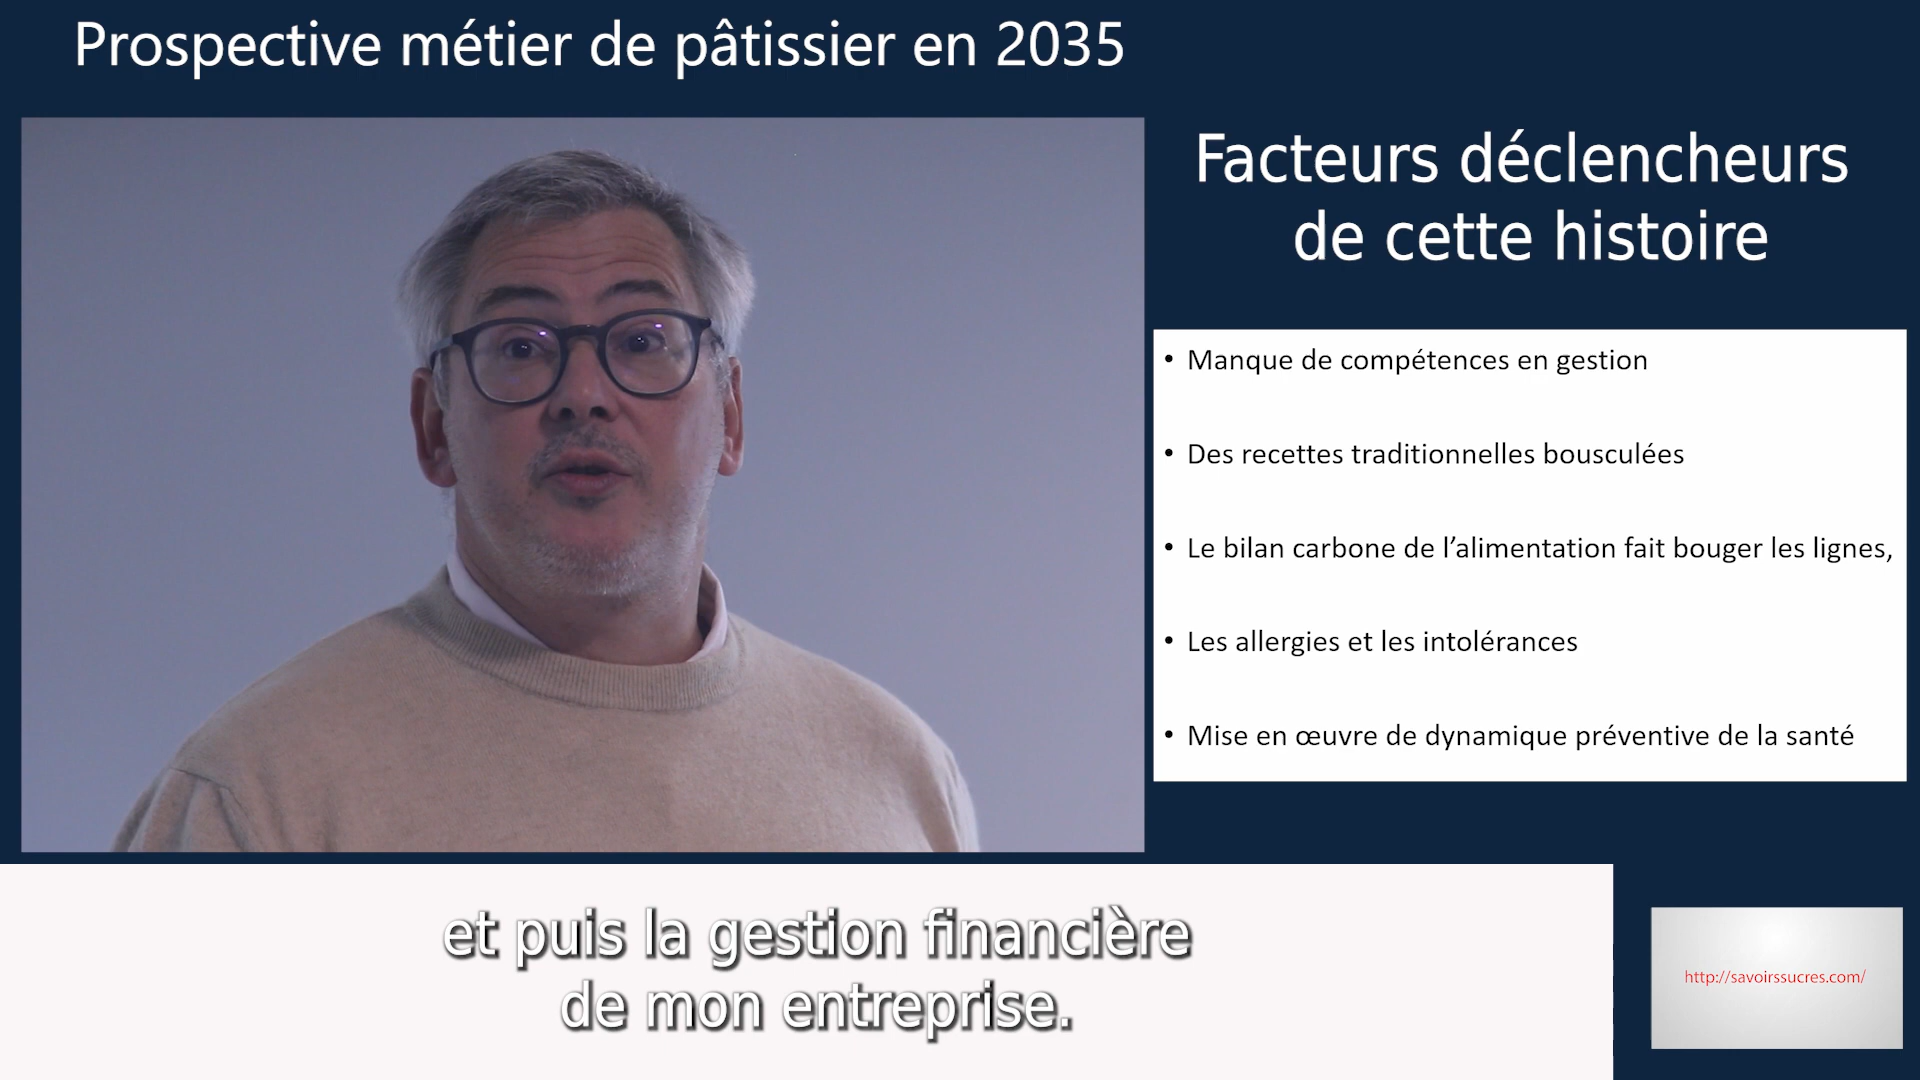 Prospective métier de pâtissier en 2035
Facteurs déclencheurs
de cette histoire
• Manque de compétences en gestion
• Des recettes traditionnelles bousculées
• Le bilan carbone de l’alimentation fait bouger les lignes,
• Les allergies et les intolérances
• Mise en œuvre de dynamique préventive de la santé
et puis la gestion financière
de mon entreprise.
http://savoirssucres.com/